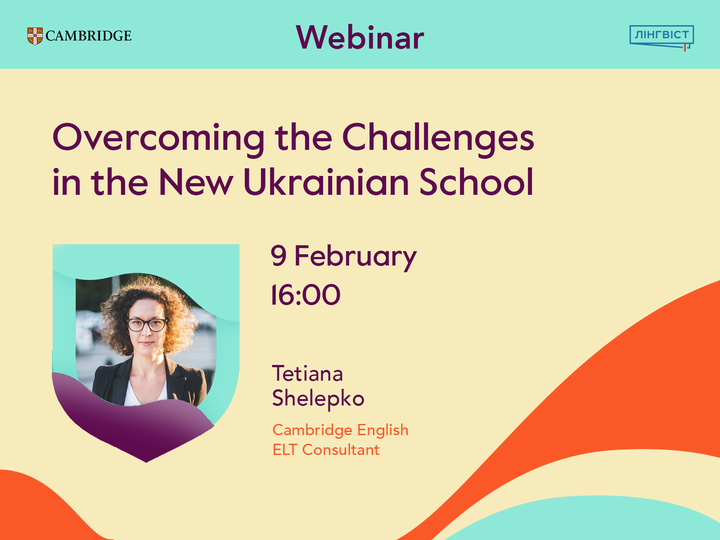 CAMBRIDGE
Webinar
ЛІНГВІСТ
Overcoming the Challenges
in the New Ukrainian School
9 February
16:00
Tetiana
Shelepko
Cambridge English
ELT Consultant